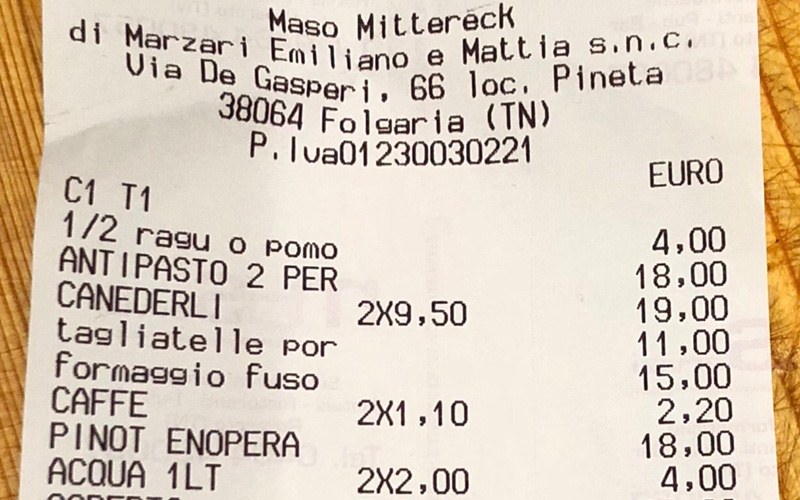 Maso Mittereck
di Marzari Emiliano e Mattia s.n.c.
Via De Gasperi, 66 loc. Pineta
38064 Folgaria (TN)
P.Iva01230030221
EURO
C1 T1
1/2 ragu o pomo 4,00
ANTIPASTO 2 PER 18,00
CANEDERLI 2X9,50 19,00
tagliatelle por 11,00
formaggio fuso 15,00
CAFFE 2X1,10 2,20
PINOT ENOPERA 18,00
ACQUA 1LT 2X2,00 4,00